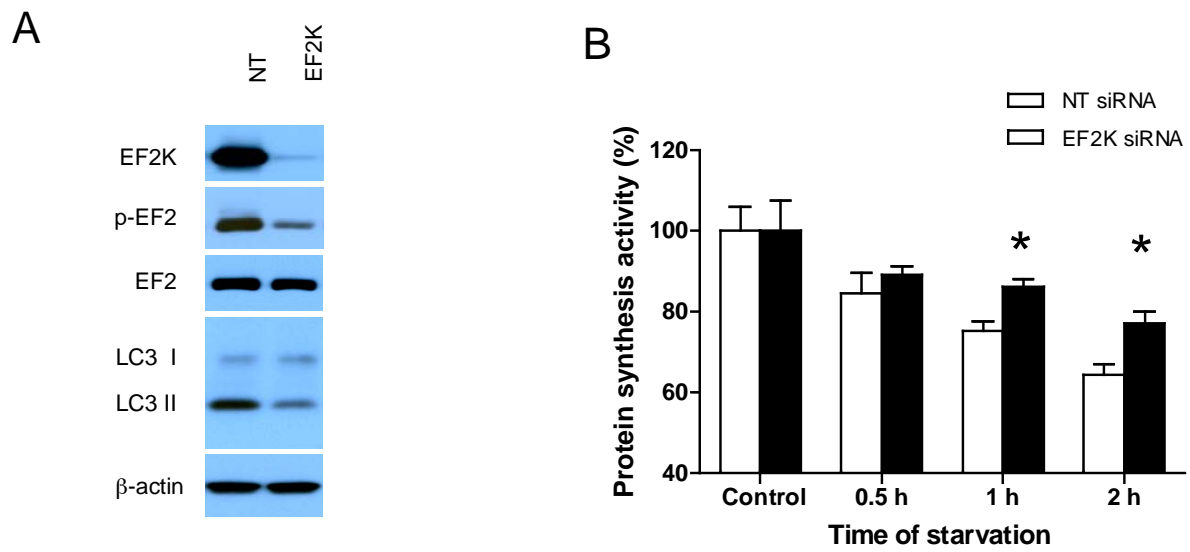 A
NT
EF2K
EF2K
p-EF2
EF2
LC3 I
LC3 II
β-actin
B
NT siRNA
EF2K siRNA
Protein synthesis activity (%)
120
100
80
60
40
*
*
Control
0.5 h
1 h
2 h
Time of starvation